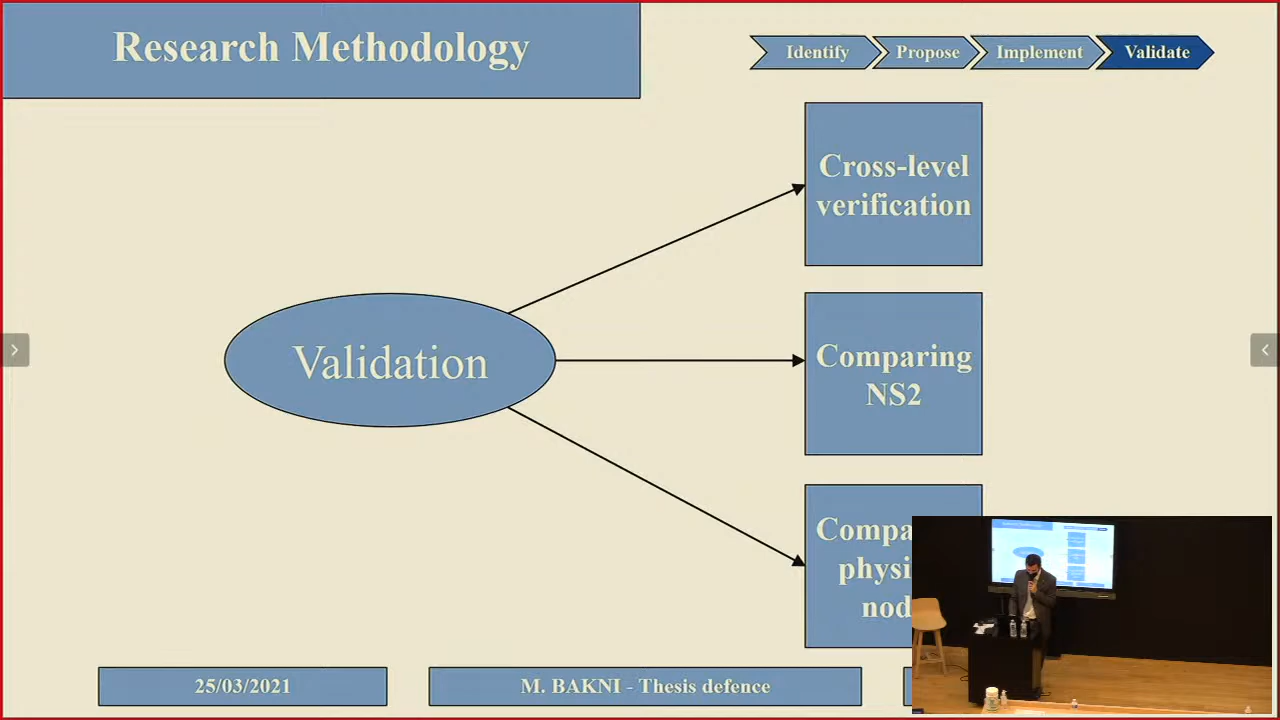 Research Methodology
Identify
Propose
Implement
Validate
Cross-level
verification
Validation
Comparing
NS2
25/03/2021
M. BAKNI - Thesis defence